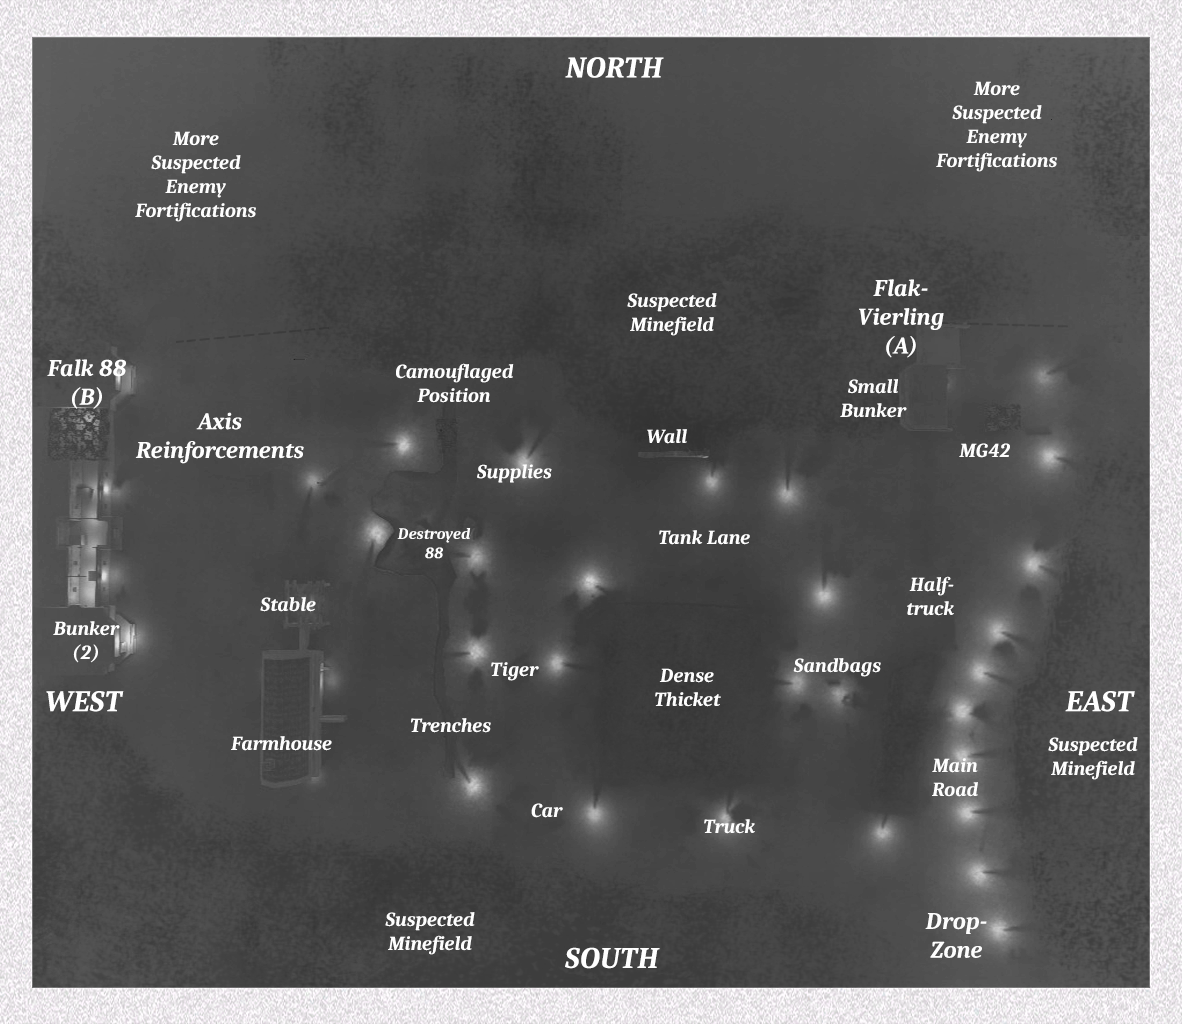 NORTH
More
Suspected
Enemy
Fortifications
More
Suspected
Enemy
Fortifications
Suspected
Minefield
Flak-
Vierling
(A)
Falk 88
(B)
Camouflaged
Position
Small
Bunker
Axis
Reinforcements
Wall
MG42
Supplies
Destroyed
88
Tank Lane
Half-
truck
Stable
Bunker
(2)
Tiger
Sandbags
Dense
Thicket
WEST
EAST
Trenches
Farmhouse
Suspected
Minefield
Main
Road
Car
Truck
Suspected
Minefield
Drop-
Zone
SOUTH